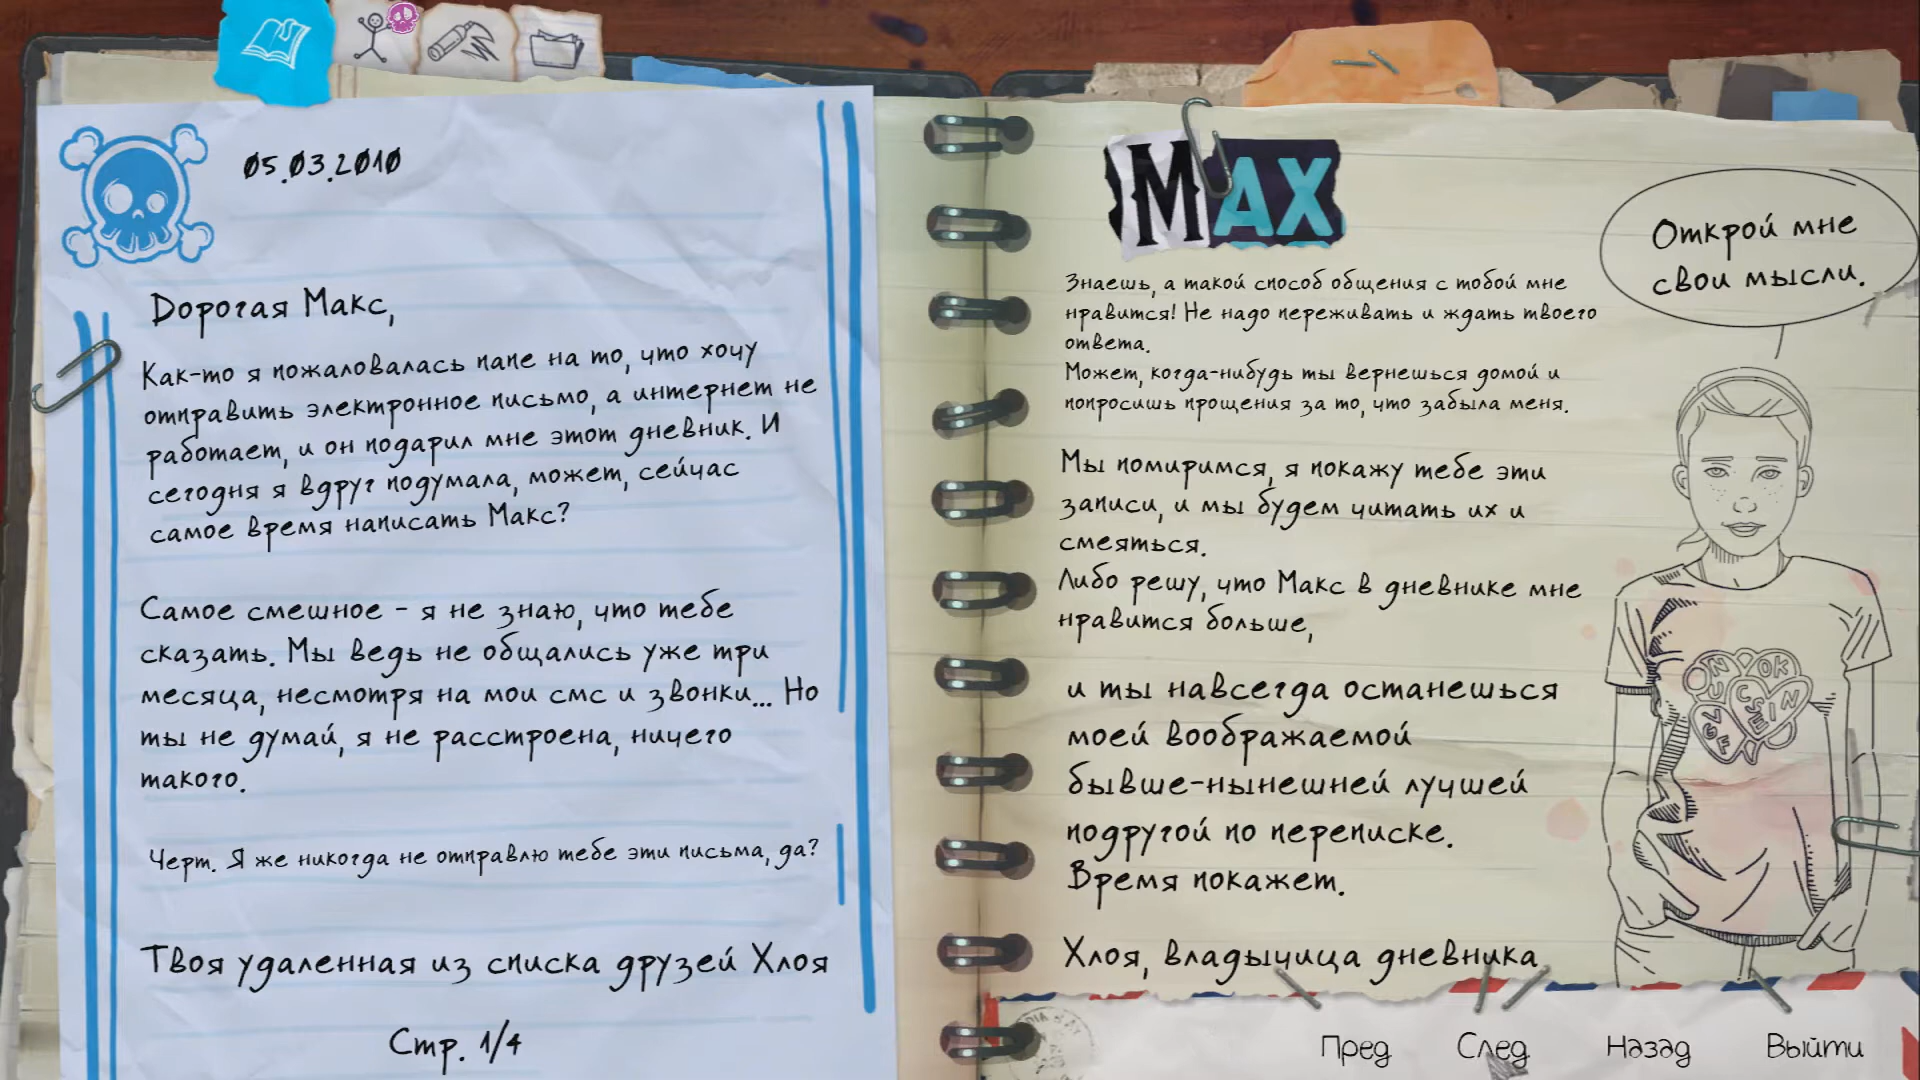 05.03.2010
Дорогая Макс,
Как-то я пожаловалась папе на то, что хочу
отправить электронное письмо, а интернет не
работает, и он подарил мне этот дневник. И
сегодня я вдруг подумала, может, сейчас
самое время написать Макс?
Самое смешное - я не знаю, что тебе
сказать. Мы ведь не общались уже три
месяца, несмотря на мои смс и звонки... Но
ты не думай, я не расстроена, ничего
такого.
Черт. Я же никогда не отправлю тебе эти письма, да?
Твоя удаленная из списка друзей Хлоя
Стр. 1/4
MAX
Знаешь, а такой способ общения с тобой мне
нравится! Не надо переживать и ждать твоего
ответа.
Может, когда-нибудь ты вернешься домой и
попросишь прощения за то, что забыла меня.
Мы помиримся, я покажу тебе эти
записи, и мы будем читать их и
смеяться.
Либо решу, что Макс в дневнике мне
нравится больше,
и ты навсегда останешься
моей воображаемой
бывше-нынешней лучшей
подругой по переписке.
Время покажет.
Хлоя, владычица дневника
Открой мне
свои мысли.
Пред След Назад Выйти